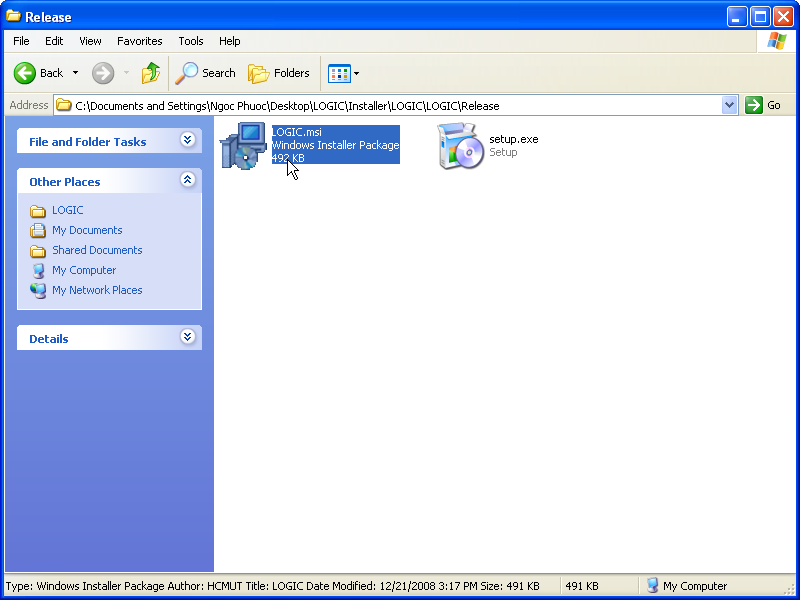 Release
File Edit View Favorites Tools Help
Back Search Folders
Address C:\Documents and Settings\Ngoc Phuoc\Desktop\LOGIC\Installer\LOGIC\LOGIC\Release Go
File and Folder Tasks
Other Places
LOGIC
My Documents
Shared Documents
My Computer
My Network Places
Details
LOGIC.msi
Windows Installer Package
492 KB
setup.exe
Setup
Type: Windows Installer Package Author: HCMUT Title: LOGIC Date Modified: 12/21/2008 3:17 PM Size: 491 KB 491 KB My Computer